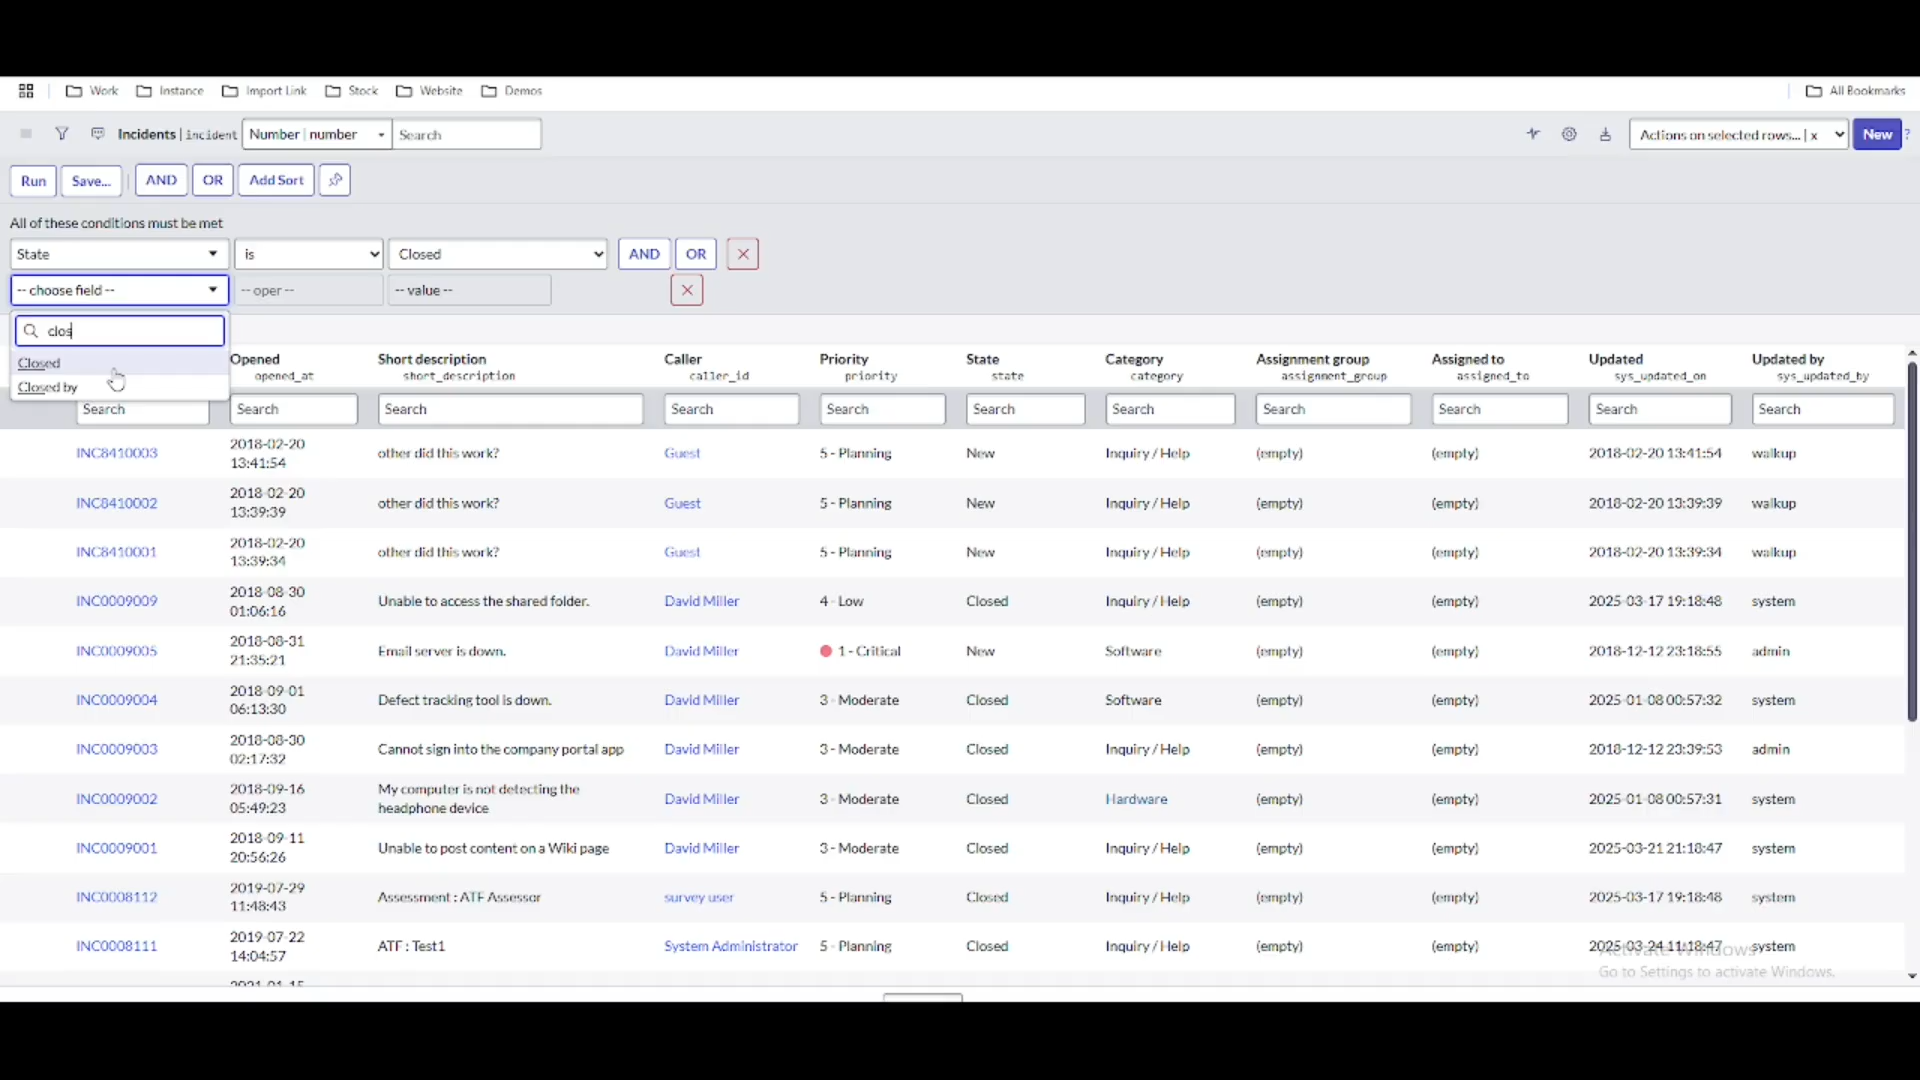 Work Instance Import Link Stock Website Demos All Bookmarks
Incidents | incident Number | number Search Actions on selected rows... | x New ?
Run Save... AND OR Add Sort
All of these conditions must be met
State is Closed AND OR
-- choose field -- -- oper -- -- value --
clos
Closed
Closed by
Opened Short description Caller Priority State Category Assignment group Assigned to Updated Updated by
opened_at short_description caller_id priority state category assignment_group assigned_to sys_updated_on sys_updated_by
Search Search Search Search Search Search Search Search Search Search Search
INC8410003 2018-02-20 13:41:54 other did this work? Guest 5 - Planning New Inquiry / Help (empty) (empty) 2018-02-20 13:41:54 walkup
INC8410002 2018-02-20 13:39:39 other did this work? Guest 5 - Planning New Inquiry / Help (empty) (empty) 2018-02-20 13:39:39 walkup
INC8410001 2018-02-20 13:39:34 other did this work? Guest 5 - Planning New Inquiry / Help (empty) (empty) 2018-02-20 13:39:34 walkup
INC0009009 2018-08-30 01:06:16 Unable to access the shared folder. David Miller 4 - Low Closed Inquiry / Help (empty) (empty) 2025-03-17 19:18:48 system
INC0009005 2018-08-31 21:35:21 Email server is down. David Miller 1 - Critical New Software (empty) (empty) 2018-12-12 23:18:55 admin
INC0009004 2018-09-01 06:13:30 Defect tracking tool is down. David Miller 3 - Moderate Closed Software (empty) (empty) 2025-01-08 00:57:32 system
INC0009003 2018-08-30 02:17:32 Cannot sign into the company portal app David Miller 3 - Moderate Closed Inquiry / Help (empty) (empty) 2018-12-12 23:39:53 admin
INC0009002 2018-09-16 05:49:23 My computer is not detecting the headphone device David Miller 3 - Moderate Closed Hardware (empty) (empty) 2025-01-08 00:57:31 system
INC0009001 2018-09-11 20:56:26 Unable to post content on a Wiki page David Miller 3 - Moderate Closed Inquiry / Help (empty) (empty) 2025-03-21 21:18:47 system
INC0008112 2019-07-29 11:48:43 Assessment : ATF Assessor survey user 5 - Planning Closed Inquiry / Help (empty) (empty) 2025-03-17 19:18:48 system
INC0008111 2019-07-22 14:04:57 ATF : Test1 System Administrator 5 - Planning Closed Inquiry / Help (empty) (empty) 2025-03-24 11:18:47 system
Activate Windows
Go to Settings to activate Windows.